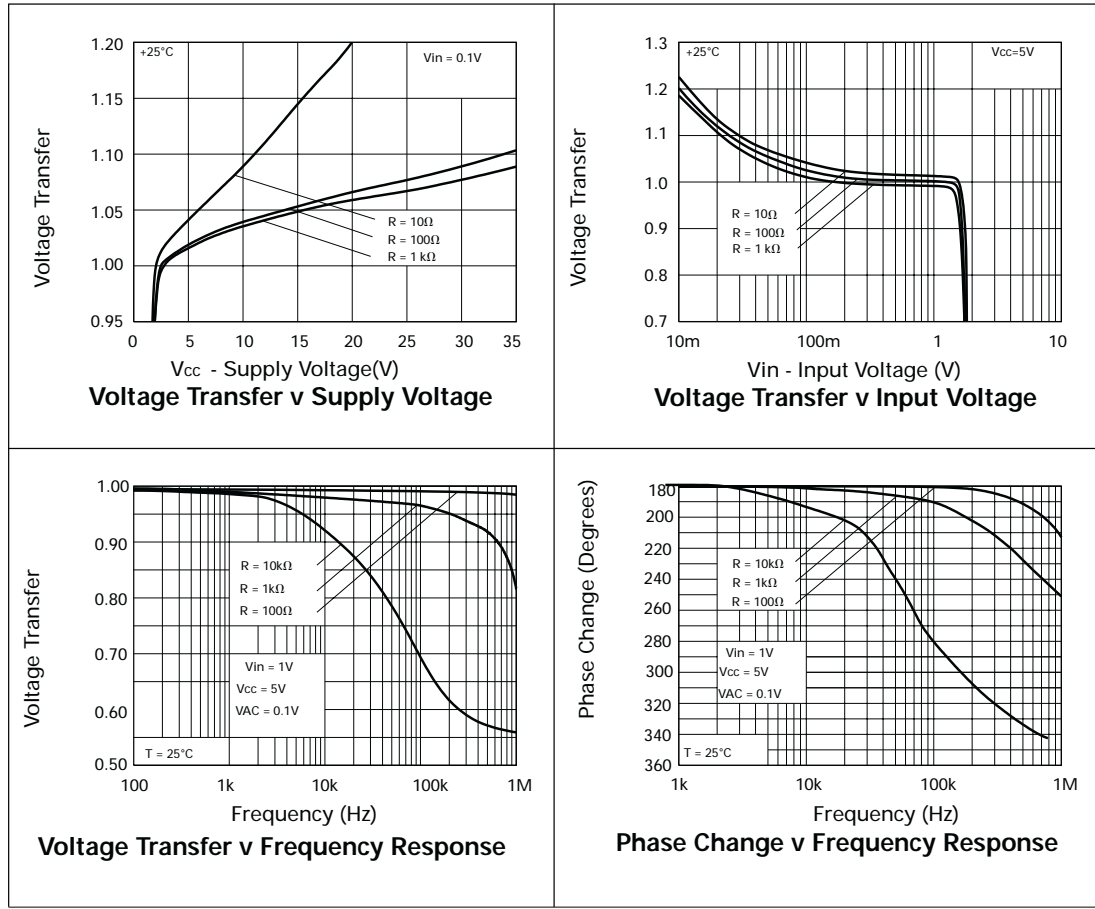 1.20
1.15
1.10
1.05
1.00
0.95
Voltage Transfer
+25°C
Vin = 0.1V
R = 10Ω
R = 100Ω
R = 1 kΩ
0 5 10 15 20 25 30 35
Vcc - Supply Voltage(V)
Voltage Transfer v Supply Voltage
1.3
1.2
1.1
1.0
0.9
0.8
0.7
Voltage Transfer
+25°C
Vcc=5V
R = 10Ω
R = 100Ω
R = 1 kΩ
10m 100m 1 10
Vin - Input Voltage (V)
Voltage Transfer v Input Voltage
1.00
0.90
0.80
0.70
0.60
0.50
Voltage Transfer
R = 10kΩ
R = 1kΩ
R = 100Ω
Vin = 1V
Vcc = 5V
VAC = 0.1V
T = 25°C
100 1k 10k 100k 1M
Frequency (Hz)
Voltage Transfer v Frequency Response
180
200
220
240
260
280
300
320
340
360
Phase Change (Degrees)
R = 10kΩ
R = 1kΩ
R = 100Ω
Vin = 1V
Vcc = 5V
VAC = 0.1V
T = 25°C
1k 10k 100k 1M
Frequency (Hz)
Phase Change v Frequency Response